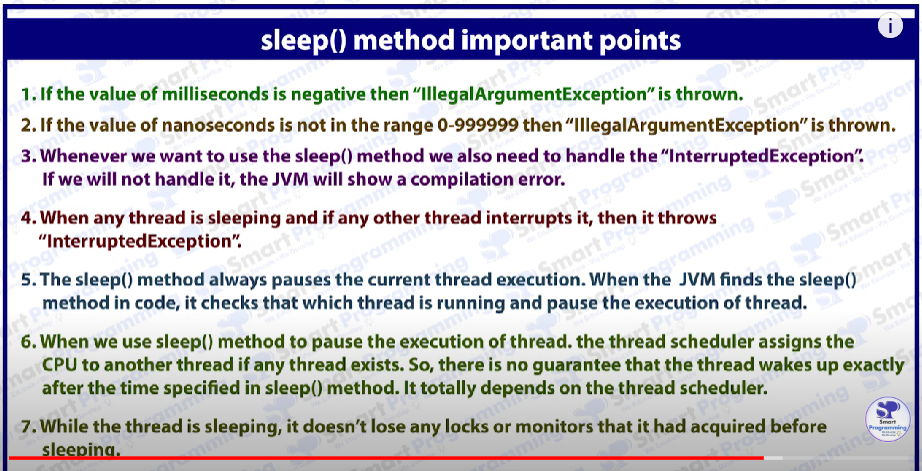 sleep() method important points
i
1. If the value of milliseconds is negative then “IllegalArgumentException” is thrown.
2. If the value of nanoseconds is not in the range 0-999999 then “IllegalArgumentException” is thrown.
3. Whenever we want to use the sleep() method we also need to handle the “InterruptedException”.
If we will not handle it, the JVM will show a compilation error.
4. When any thread is sleeping and if any other thread interrupts it, then it throws
“InterruptedException”.
5. The sleep() method always pauses the current thread execution. When the JVM finds the sleep()
method in code, it checks that which thread is running and pause the execution of thread.
6. When we use sleep() method to pause the execution of thread. the thread scheduler assigns the
CPU to another thread if any thread exists. So, there is no guarantee that the thread wakes up exactly
after the time specified in sleep() method. It totally depends on the thread scheduler.
7. While the thread is sleeping, it doesn’t lose any locks or monitors that it had acquired before
sleeping.
Smart
Programming